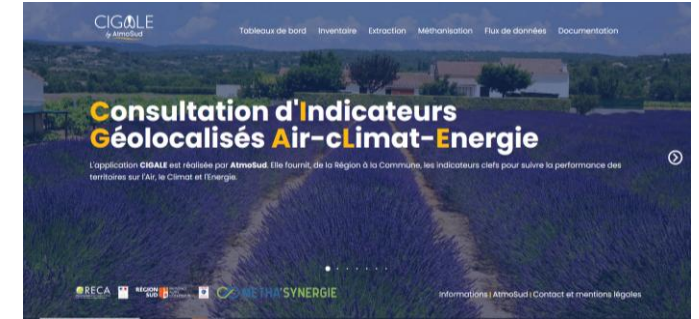 CIGALE
by AtmoSud
Tableaux de bord Inventaire Extraction Méthanisation Flux de données Documentation
Consultation d'Indicateurs
Géolocalisés Air-cLimat-Energie
L'application CIGALE est réalisée par AtmoSud. Elle fournit, de la Région à la Commune, les indicateurs clefs pour suivre la performance des
territoires sur l'Air, le Climat et l'Energie.
ORECA RÉGION SUD METHA'SYNERGIE
Informations | AtmoSud | Contact et mentions légales